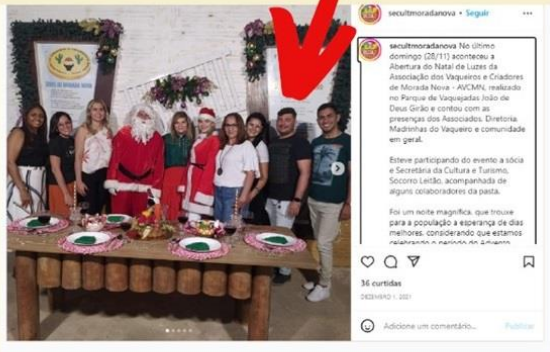 secultmoradanova • Seguir
secultmoradanova No último
domingo (28/11) aconteceu a
Abertura do Natal de Luzes da
Associação dos Vaqueiros e Criadores
de Morada Nova - AVCMN, realizado
no Parque de Vaquejadas João de
Deus Girão e contou com as
presenças dos Associados, Diretoria,
Madrinhas do Vaqueiro e comunidade
em geral.
Esteve participando do evento a sócia
e Secretária da Cultura e Turismo,
Socorro Leitão, acompanhada de
alguns colaboradores da pasta.
Foi um noite magnífica, que trouxe
para a população a esperança de dias
melhores, considerando que estamos
celebrando o período do Advento
36 curtidas
DEZEMBRO 1, 2021
Adicione um comentário...
Publicar